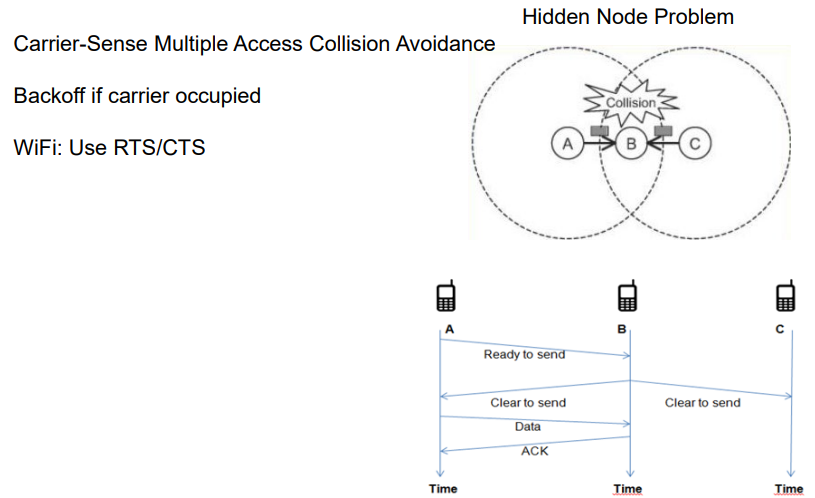 Hidden Node Problem
Carrier-Sense Multiple Access Collision Avoidance
Backoff if carrier occupied
WiFi: Use RTS/CTS
Collision
A B C
A B C
Ready to send
Clear to send Clear to send
Data
ACK
Time Time Time